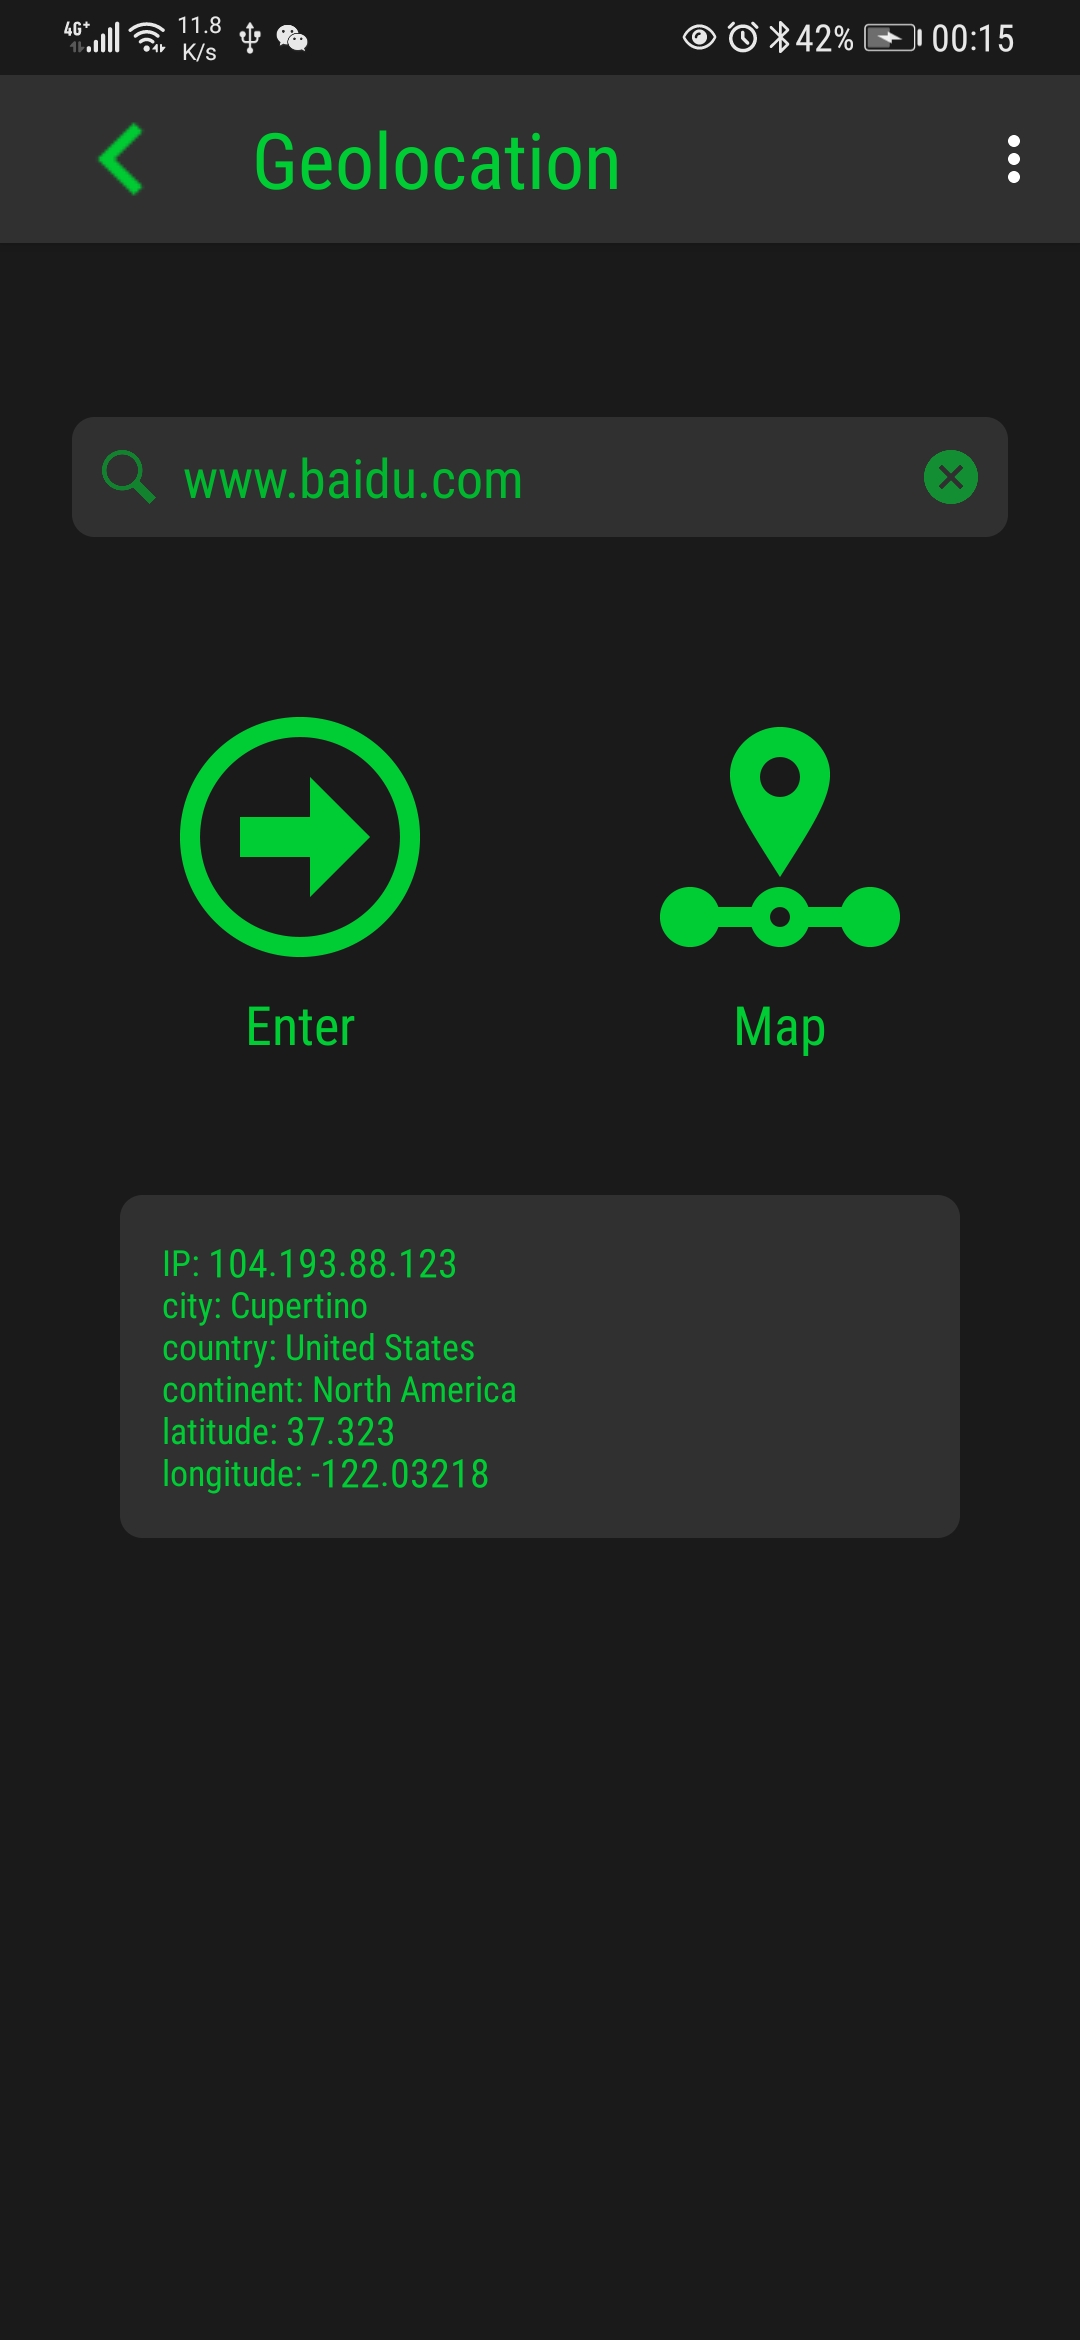 4G+
11.8
K/s
42%
00:15
Geolocation
www.baidu.com
Enter
Map
IP: 104.193.88.123
city: Cupertino
country: United States
continent: North America
latitude: 37.323
longitude: -122.03218